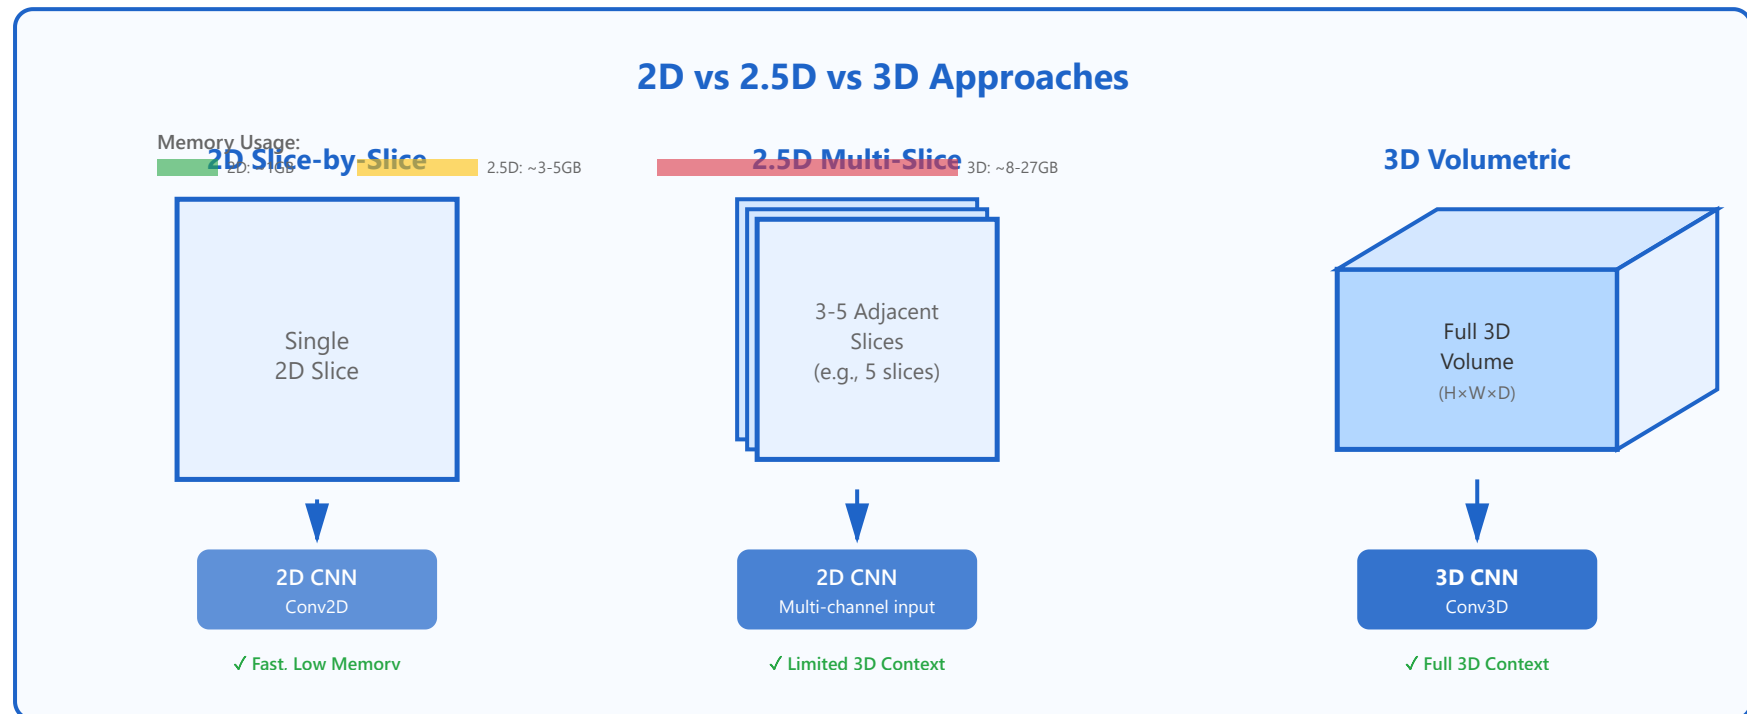 2D vs 2.5D vs 3D Approaches
Memory Usage:
2D: ~1GB
2.5D: ~3-5GB
3D: ~8-27GB
2D Slice-by-Slice
Single
2D Slice
2D CNN
Conv2D
✓ Fast, Low Memory
2.5D Multi-Slice
3-5 Adjacent
Slices
(e.g., 5 slices)
2D CNN
Multi-channel input
✓ Limited 3D Context
3D Volumetric
Full 3D
Volume
(H×W×D)
3D CNN
Conv3D
✓ Full 3D Context